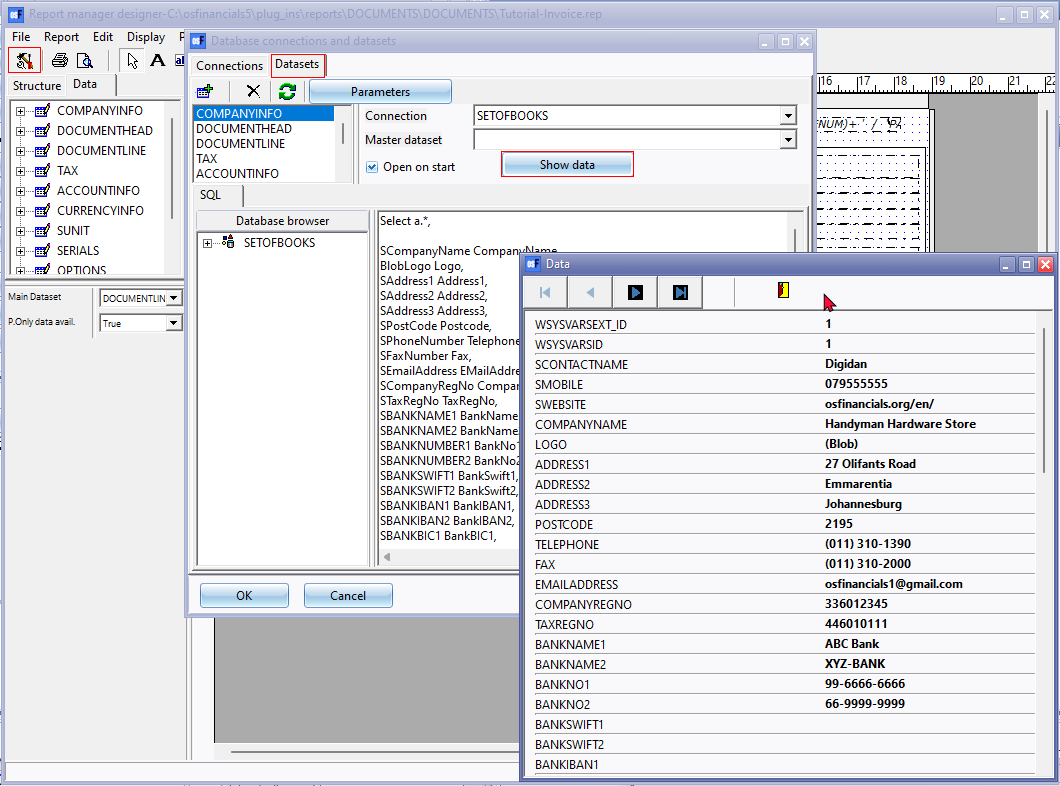 Report manager designer-C:\osfinancials5\plug_ins\reports\DOCUMENTS\DOCUMENTS\Tutorial-Invoice.rep
File Report Edit Display
Structure Data
COMPANYINFO
DOCUMENTHEAD
DOCUMENTLINE
TAX
ACCOUNTINFO
CURRENCYINFO
SUNIT
SERIALS
OPTIONS
Main Dataset DOCUMENTLIN
P.Only data avail. True
Database connections and datasets
Connections Datasets
Parameters
COMPANYINFO
DOCUMENTHEAD
DOCUMENTLINE
TAX
ACCOUNTINFO
Connection SETOFBOOKS
Master dataset
Open on start Show data
SQL
Database browser
SETOFBOOKS
Select a.*,
SCompanyName CompanyName
BlobLogo Logo,
SAddress1 Address1,
SAddress2 Address2,
SAddress3 Address3,
SPostCode Postcode,
SPhoneNumber Telephone
SFaxNumber Fax,
SEmailAddress EMailAddre
SCompanyRegNo Compar
STaxRegNo TaxRegNo,
SBANKNAME1 BankName
SBANKNAME2 BankName
SBANKNUMBER1 BankNo1
SBANKNUMBER2 BankNo2
SBANKSWIFT1 BankSwift1,
SBANKSWIFT2 BankSwift2,
SBANKIBAN1 BankIBAN1,
SBANKIBAN2 BankIBAN2,
SBANKBIC1 BankBIC1,
OK Cancel
16 17 18 19 20 21 22
Data
WSYSVARSEXT_ID 1
WSYSVARSID 1
SCONTACTNAME Digidan
SMOBILE 079555555
SWEBSITE osfinancials.org/en/
COMPANYNAME Handyman Hardware Store
LOGO (Blob)
ADDRESS1 27 Olifants Road
ADDRESS2 Emmarentia
ADDRESS3 Johannesburg
POSTCODE 2195
TELEPHONE (011) 310-1390
FAX (011) 310-2000
EMAILADDRESS osfinancials1@gmail.com
COMPANYREGNO 336012345
TAXREGNO 446010111
BANKNAME1 ABC Bank
BANKNAME2 XYZ-BANK
BANKNO1 99-6666-6666
BANKNO2 66-9999-9999
BANKSWIFT1
BANKSWIFT2
BANKIBAN1